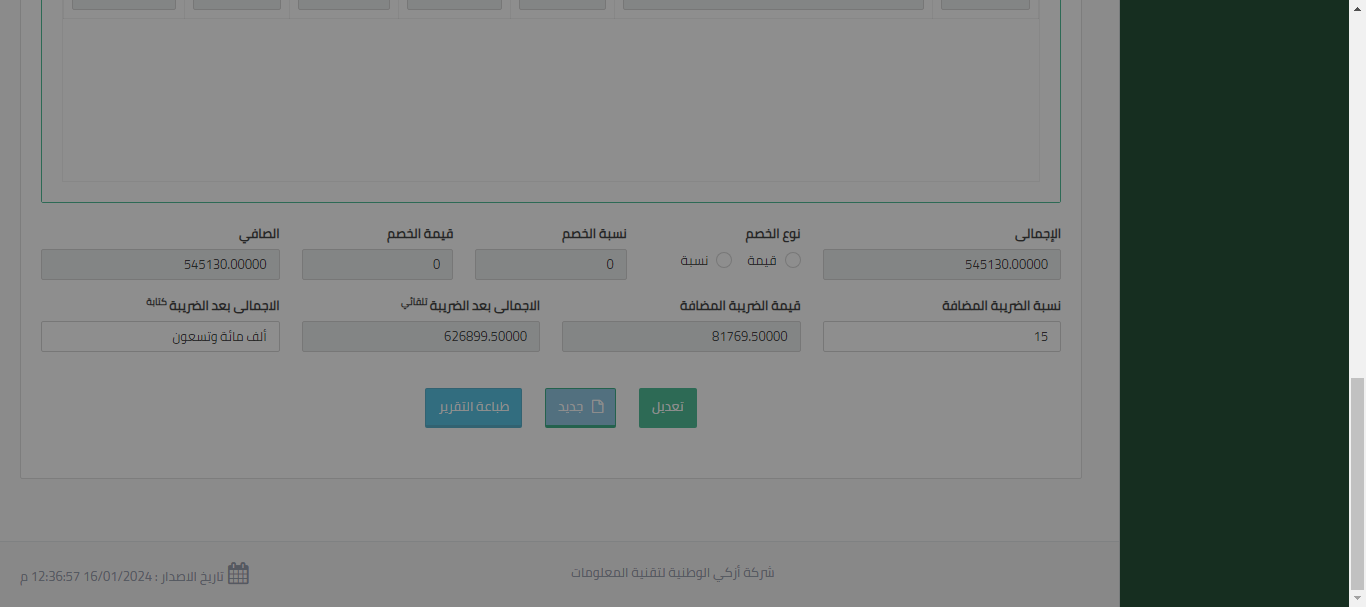 الإجمالى نوع الخصم نسبة الخصم قيمة الخصم الصافي
545130.00000 قيمة نسبة 0 0 545130.00000
نسبة الضريبة المضافة قيمة الضريبة المضافة الاجمالى بعد الضريبة تلقائي الاجمالى بعد الضريبة كتابة
15 81769.50000 626899.50000 ألف مائة وتسعون
تعديل جديد طباعة التقرير
شركة أزكي الوطنية لتقنية المعلومات تاريخ الاصدار : 16/01/2024 12:36:57 م